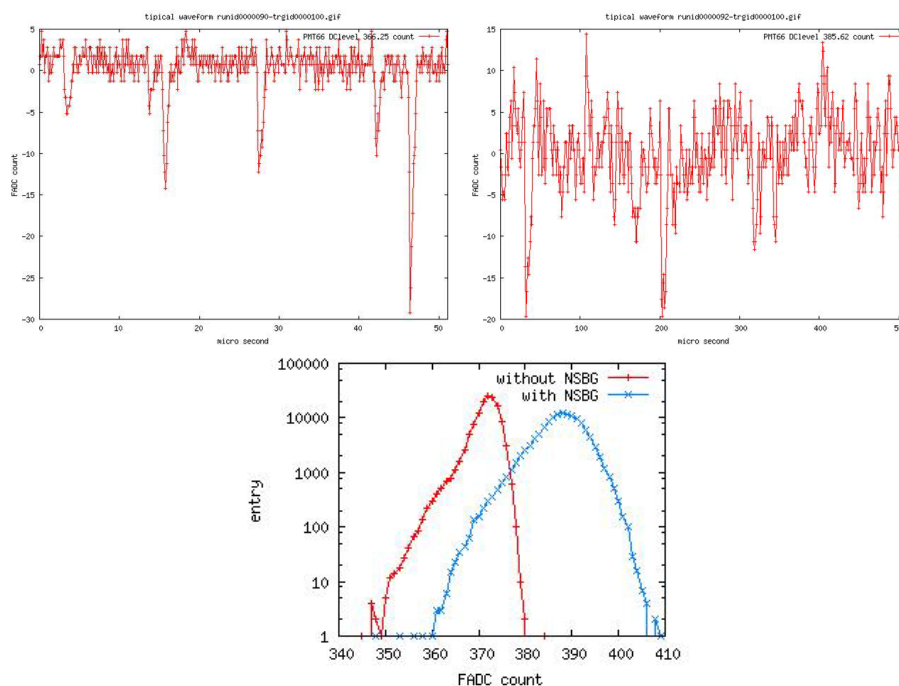 tipical waveform runid0000090-trgid0000100.gif
PMT66 DClevel 366.25 count
5
0
-5
-10
-15
-20
-25
-30
FADC count
0 10 20 30 40 50
micro second
tipical waveform runid0000092-trgid0000100.gif
PMT66 DClevel 385.62 count
15
10
5
0
-5
-10
-15
-20
FADC count
0 100 200 300 400
micro second
without NSBG
with NSBG
100000
10000
1000
100
10
1
entry
340 350 360 370 380 390 400 410
FADC count